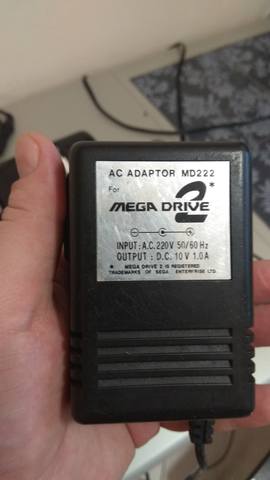 AC ADAPTOR MD222
For
MEGA DRIVE 2*
INPUT: A.C. 220V 50/60 Hz
OUTPUT : D.C. 10V 1.0A
* MEGA DRIVE 2 IS REGISTERED
TRADEMARKS OF SEGA ENTERPRISE LTD.